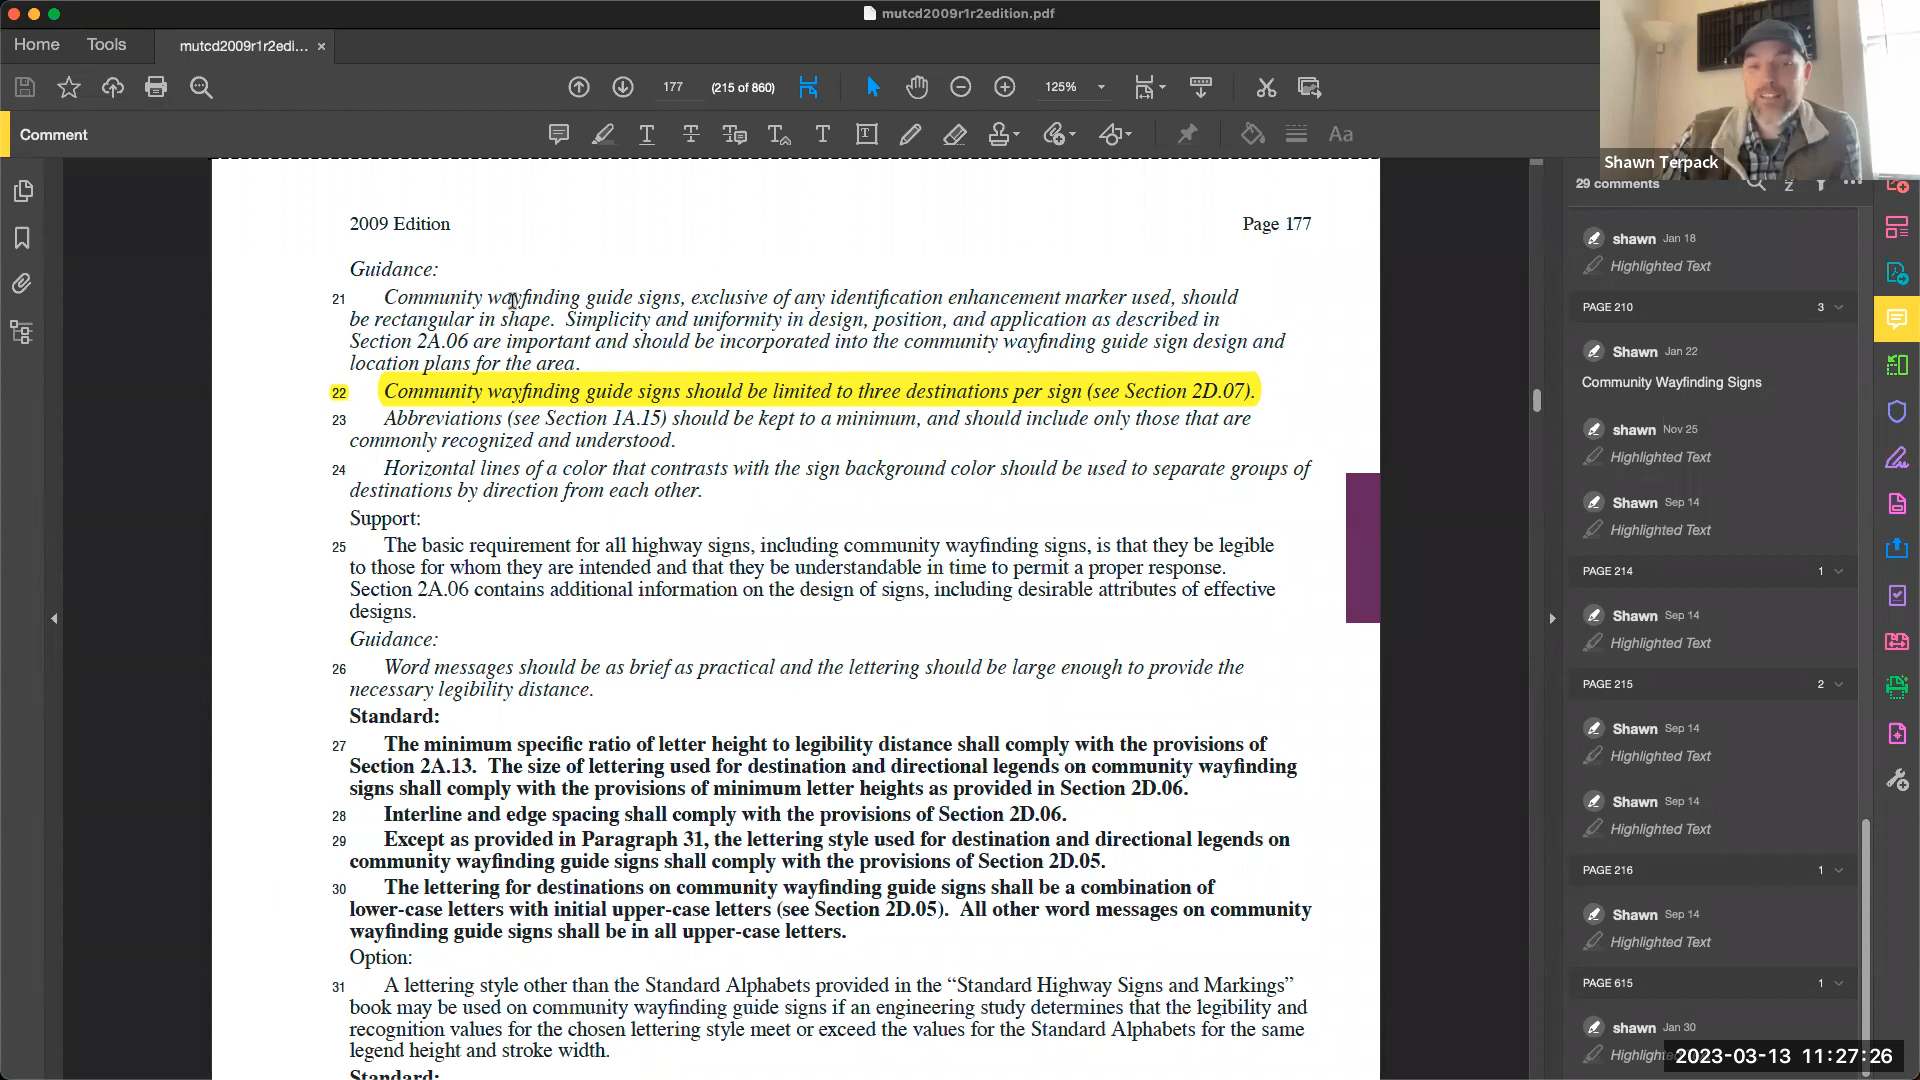 mutcd2009r1r2edition.pdf
Home
Tools
mutcd2009r1r2edi... ×
177
(215 of 860)
125%
Comment
Aa
Shawn Terpack
29 comments
2009 Edition
Page 177
Guidance:
21 Community wayfinding guide signs, exclusive of any identification enhancement marker used, should
be rectangular in shape. Simplicity and uniformity in design, position, and application as described in
Section 2A.06 are important and should be incorporated into the community wayfinding guide sign design and
location plans for the area.
22 Community wayfinding guide signs should be limited to three destinations per sign (see Section 2D.07).
23 Abbreviations (see Section 1A.15) should be kept to a minimum, and should include only those that are
commonly recognized and understood.
24 Horizontal lines of a color that contrasts with the sign background color should be used to separate groups of
destinations by direction from each other.
Support:
25 The basic requirement for all highway signs, including community wayfinding signs, is that they be legible
to those for whom they are intended and that they be understandable in time to permit a proper response.
Section 2A.06 contains additional information on the design of signs, including desirable attributes of effective
designs.
Guidance:
26 Word messages should be as brief as practical and the lettering should be large enough to provide the
necessary legibility distance.
Standard:
27 The minimum specific ratio of letter height to legibility distance shall comply with the provisions of
Section 2A.13. The size of lettering used for destination and directional legends on community wayfinding
signs shall comply with the provisions of minimum letter heights as provided in Section 2D.06.
28 Interline and edge spacing shall comply with the provisions of Section 2D.06.
29 Except as provided in Paragraph 31, the lettering style used for destination and directional legends on
community wayfinding guide signs shall comply with the provisions of Section 2D.05.
30 The lettering for destinations on community wayfinding guide signs shall be a combination of
lower-case letters with initial upper-case letters (see Section 2D.05). All other word messages on community
wayfinding guide signs shall be in all upper-case letters.
Option:
31 A lettering style other than the Standard Alphabets provided in the “Standard Highway Signs and Markings”
book may be used on community wayfinding guide signs if an engineering study determines that the legibility and
recognition values for the chosen lettering style meet or exceed the values for the Standard Alphabets for the same
legend height and stroke width.
Standard:
shawn Jan 18
Highlighted Text
PAGE 210 3
Shawn Jan 22
Community Wayfinding Signs
shawn Nov 25
Highlighted Text
Shawn Sep 14
Highlighted Text
PAGE 214 1
Shawn Sep 14
Highlighted Text
PAGE 215 2
Shawn Sep 14
Highlighted Text
Shawn Sep 14
Highlighted Text
PAGE 216 1
Shawn Sep 14
Highlighted Text
PAGE 615 1
shawn Jan 30
Highlighte
2023-03-13 11:27:26